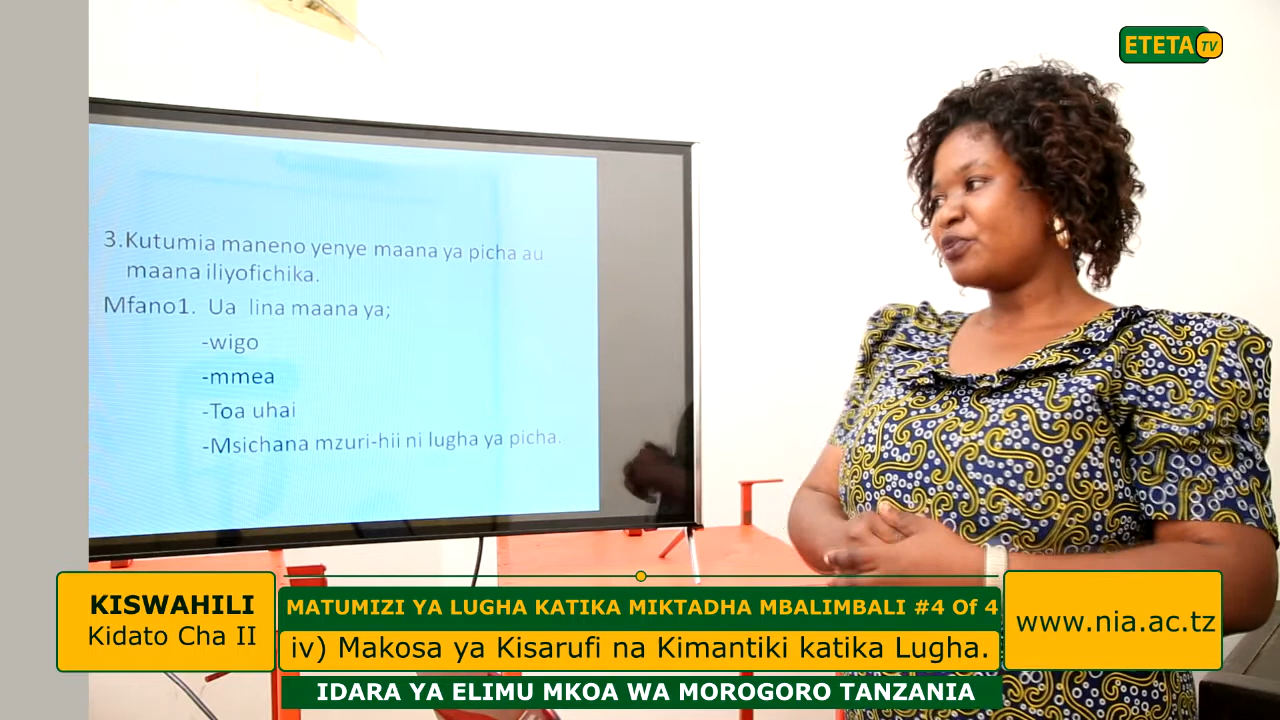 ETETA TV
3.Kutumia maneno yenye maana ya picha au
maana iliyofichika.
Mfano1. Ua lina maana ya;
-wigo
-mmea
-Toa uhai
-Msichana mzuri-hii ni lugha ya picha.
KISWAHILI
Kidato Cha II
MATUMIZI YA LUGHA KATIKA MIKTADHA MBALIMBALI #4 Of 4
iv) Makosa ya Kisarufi na Kimantiki katika Lugha.
www.nia.ac.tz
IDARA YA ELIMU MKOA WA MOROGORO TANZANIA